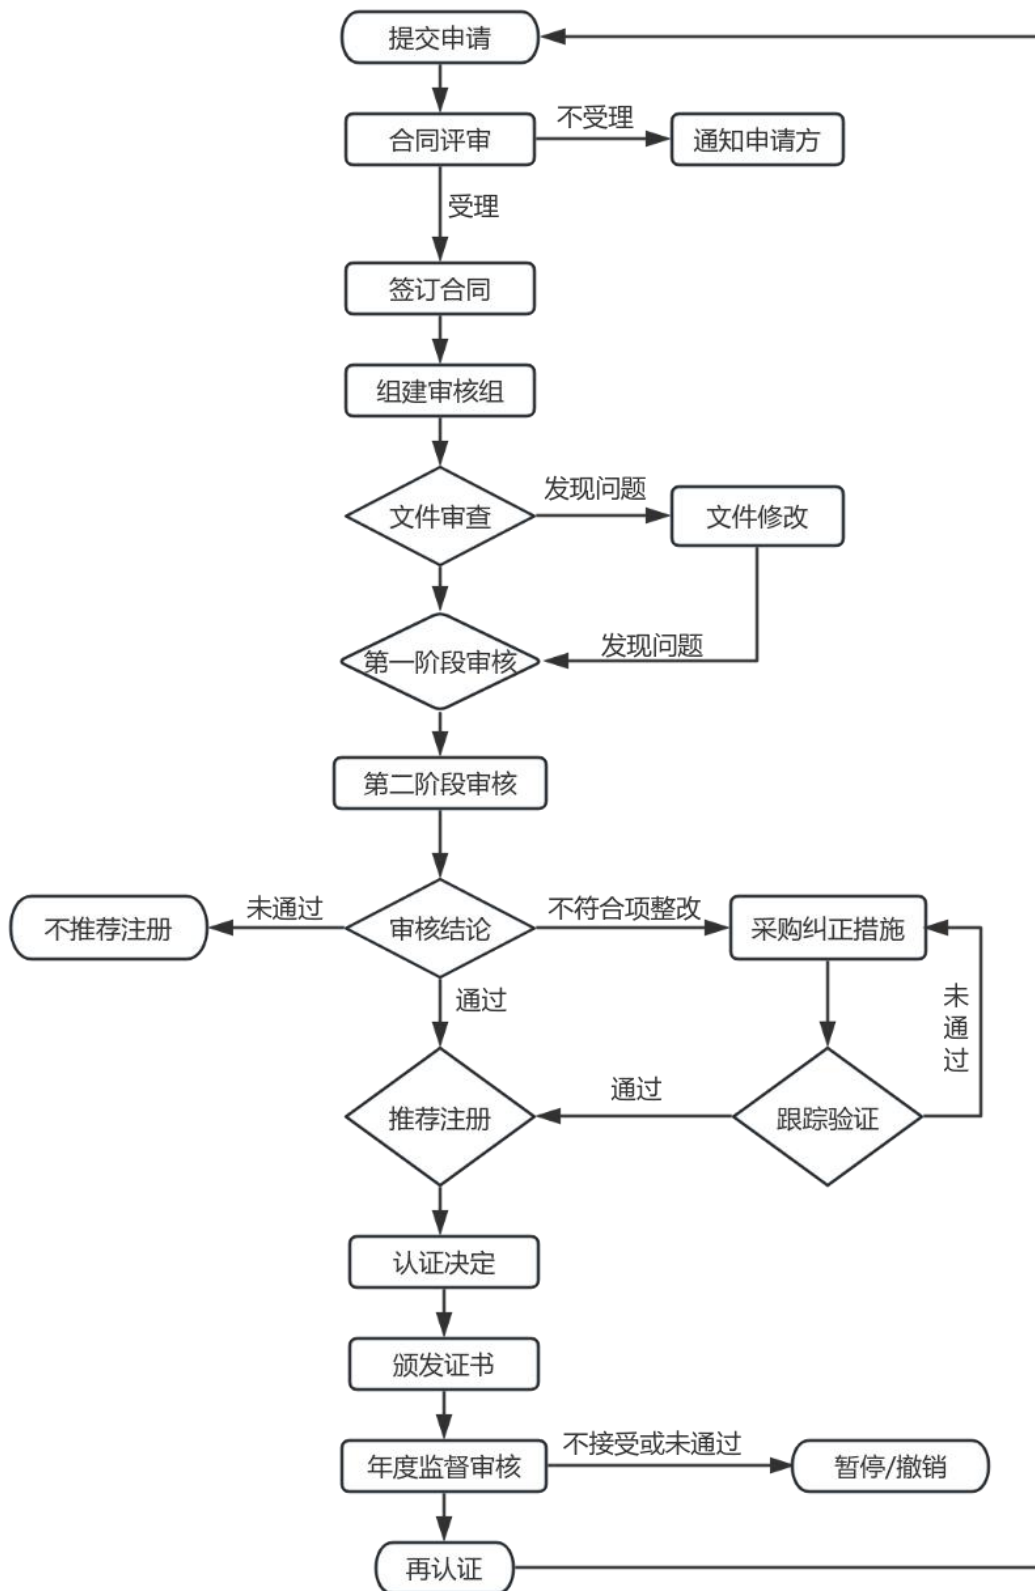 提交申请
合同评审
不受理
通知申请方
受理
签订合同
组建审核组
文件审查
发现问题
文件修改
第一阶段审核
发现问题
第二阶段审核
不推荐注册
未通过
审核结论
不符合项整改
采购纠正措施
通过
未通过
推荐注册
通过
跟踪验证
认证决定
颁发证书
年度监督审核
不接受或未通过
暂停/撤销
再认证